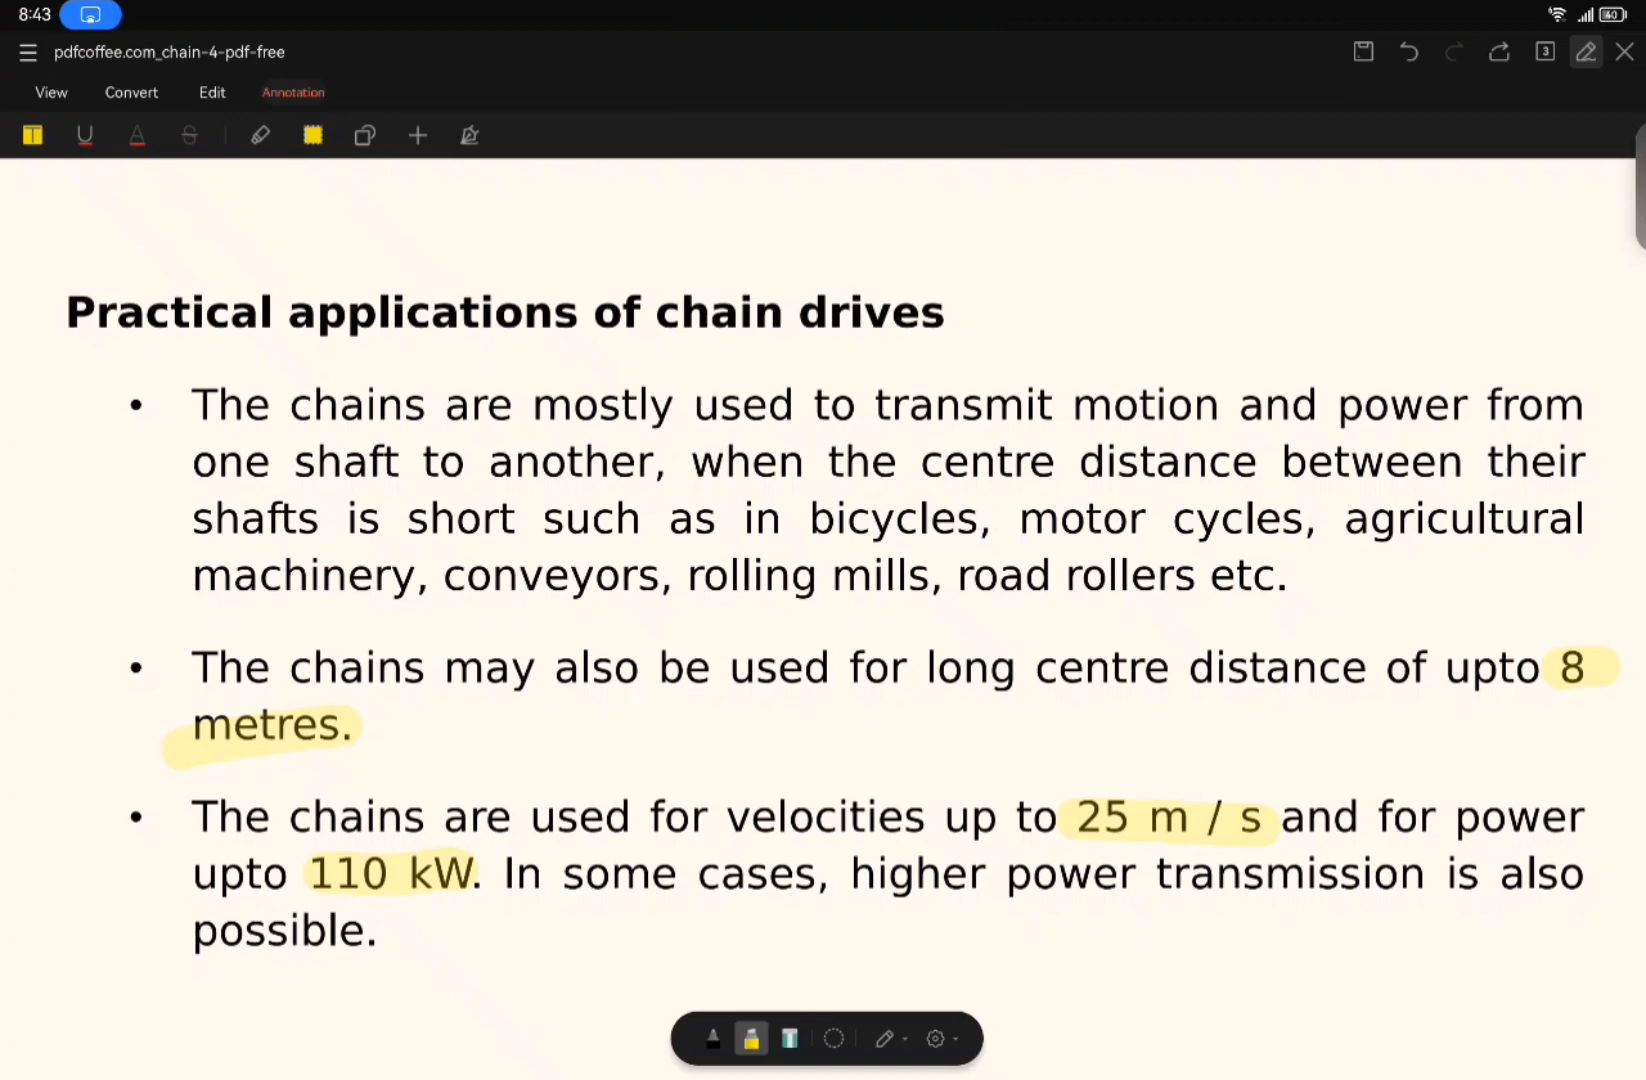 8:43
40
pdfcoffee.com_chain-4-pdf-free
3
View Convert Edit Annotation
T U A S
Practical applications of chain drives
• The chains are mostly used to transmit motion and power from
one shaft to another, when the centre distance between their
shafts is short such as in bicycles, motor cycles, agricultural
machinery, conveyors, rolling mills, road rollers etc.
• The chains may also be used for long centre distance of upto 8
metres.
• The chains are used for velocities up to 25 m / s and for power
upto 110 kW. In some cases, higher power transmission is also
possible.